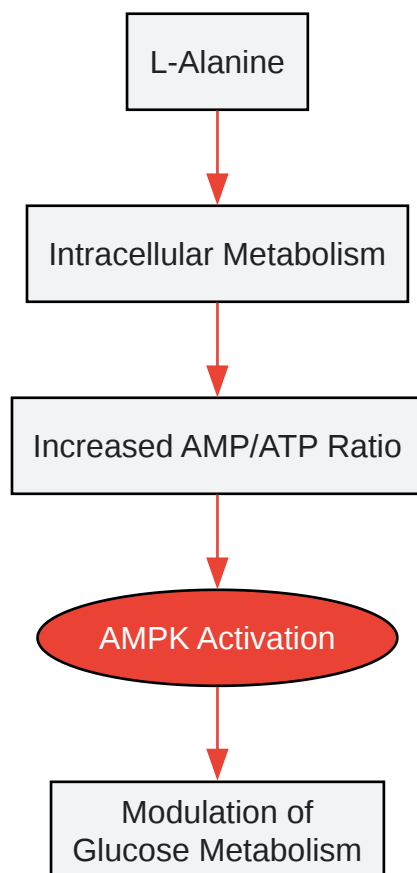 L-Alanine
Intracellular Metabolism
Increased AMP/ATP Ratio
AMPK Activation
Modulation of
Glucose Metabolism